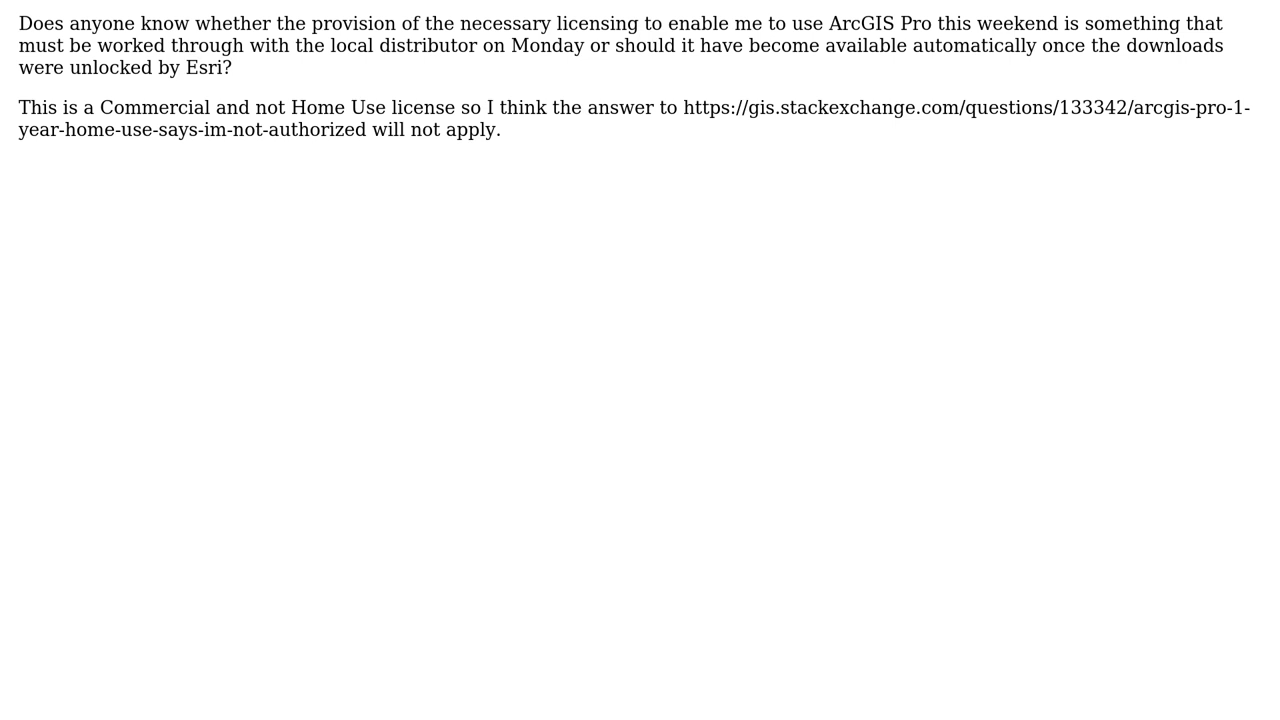 Does anyone know whether the provision of the necessary licensing to enable me to use ArcGIS Pro this weekend is something that
must be worked through with the local distributor on Monday or should it have become available automatically once the downloads
were unlocked by Esri?
This is a Commercial and not Home Use license so I think the answer to https://gis.stackexchange.com/questions/133342/arcgis-pro-1-
year-home-use-says-im-not-authorized will not apply.